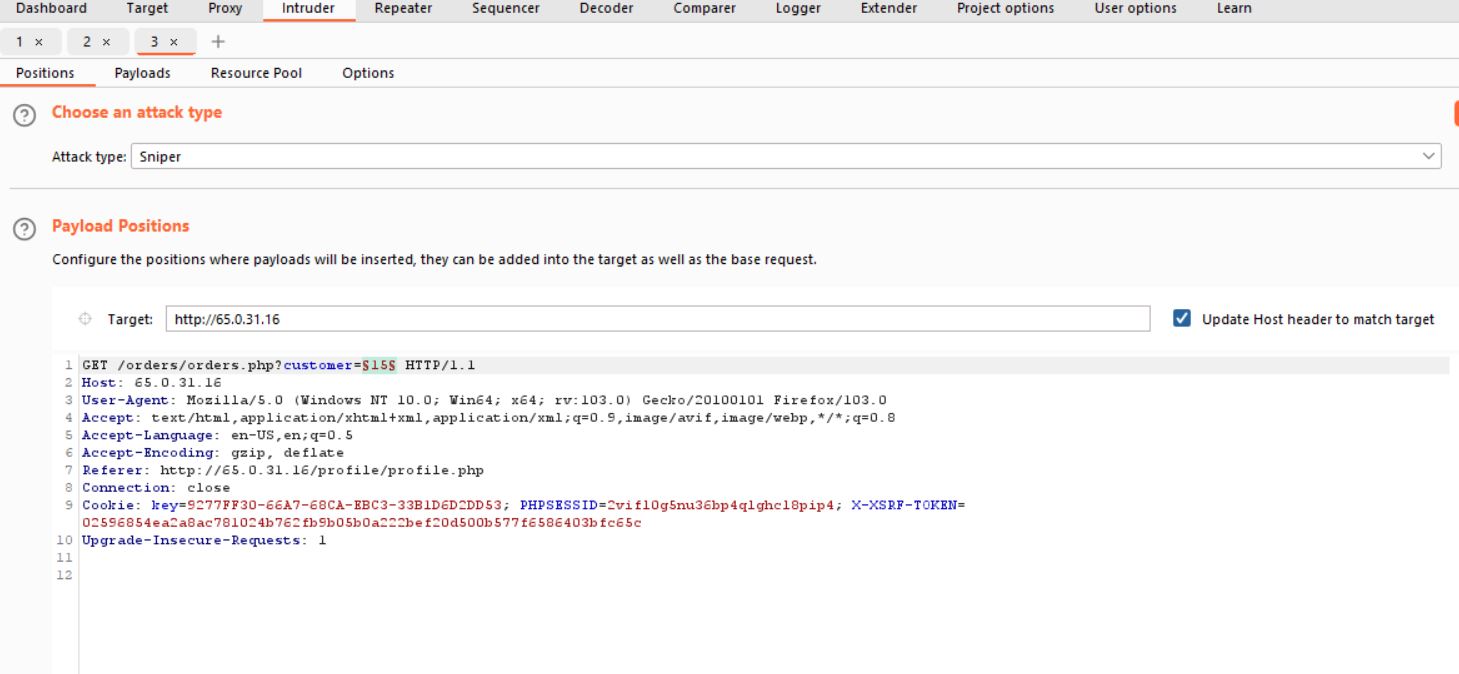 Dashboard Target Proxy Intruder Repeater Sequencer Decoder Comparer Logger Extender Project options User options Learn
1 × 2 × 3 × +
Positions Payloads Resource Pool Options
? Choose an attack type
Attack type: Sniper
? Payload Positions
Configure the positions where payloads will be inserted, they can be added into the target as well as the base request.
Target: http://65.0.31.16 Update Host header to match target
1 GET /orders/orders.php?customer=§15§ HTTP/1.1
2 Host: 65.0.31.16
3 User-Agent: Mozilla/5.0 (Windows NT 10.0; Win64; x64; rv:103.0) Gecko/20100101 Firefox/103.0
4 Accept: text/html,application/xhtml+xml,application/xml;q=0.9,image/avif,image/webp,*/*;q=0.8
5 Accept-Language: en-US,en;q=0.5
6 Accept-Encoding: gzip, deflate
7 Referer: http://65.0.31.16/profile/profile.php
8 Connection: close
9 Cookie: key=9277FF30-66A7-68CA-EBC3-33B1D6D2DD53; PHPSESSID=2vifl0g5nu36bp4qlghcl8pip4; X-XSRF-TOKEN=
02596854ea2a8ac781024b762fb9b05b0a222bef20d500b577f6586403bfc65c
10 Upgrade-Insecure-Requests: 1
11
12